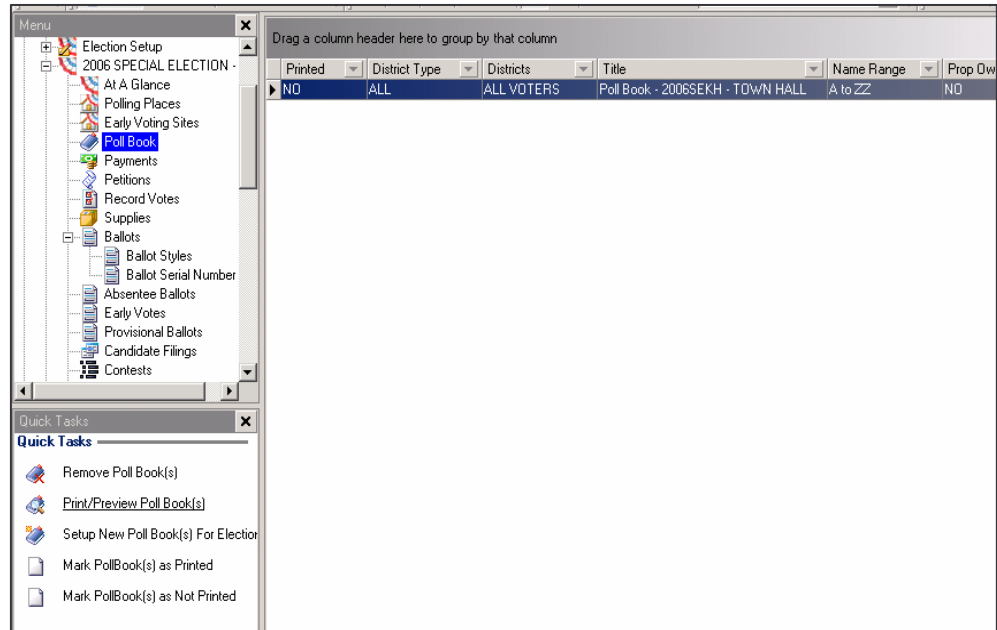 Menu
Election Setup
2006 SPECIAL ELECTION -
At A Glance
Polling Places
Early Voting Sites
Poll Book
Payments
Petitions
Record Votes
Supplies
Ballots
Ballot Styles
Ballot Serial Number
Absentee Ballots
Early Votes
Provisional Ballots
Candidate Filings
Contests
Quick Tasks
Quick Tasks
Remove Poll Book(s)
Print/Preview Poll Book(s)
Setup New Poll Book(s) For Election
Mark PollBook(s) as Printed
Mark PollBook(s) as Not Printed
Drag a column header here to group by that column
Printed District Type Districts Title Name Range Prop Ow
NO ALL ALL VOTERS Poll Book - 2006SEKH - TOWN HALL A to ZZ NO